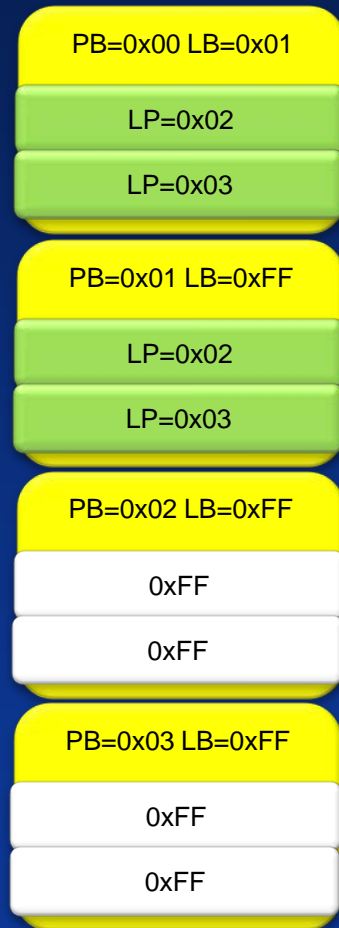 PB=0x00 LB=0x01
LP=0x02
LP=0x03
PB=0x01 LB=0xFF
LP=0x02
LP=0x03
PB=0x02 LB=0xFF
0xFF
0xFF
PB=0x03 LB=0xFF
0xFF
0xFF